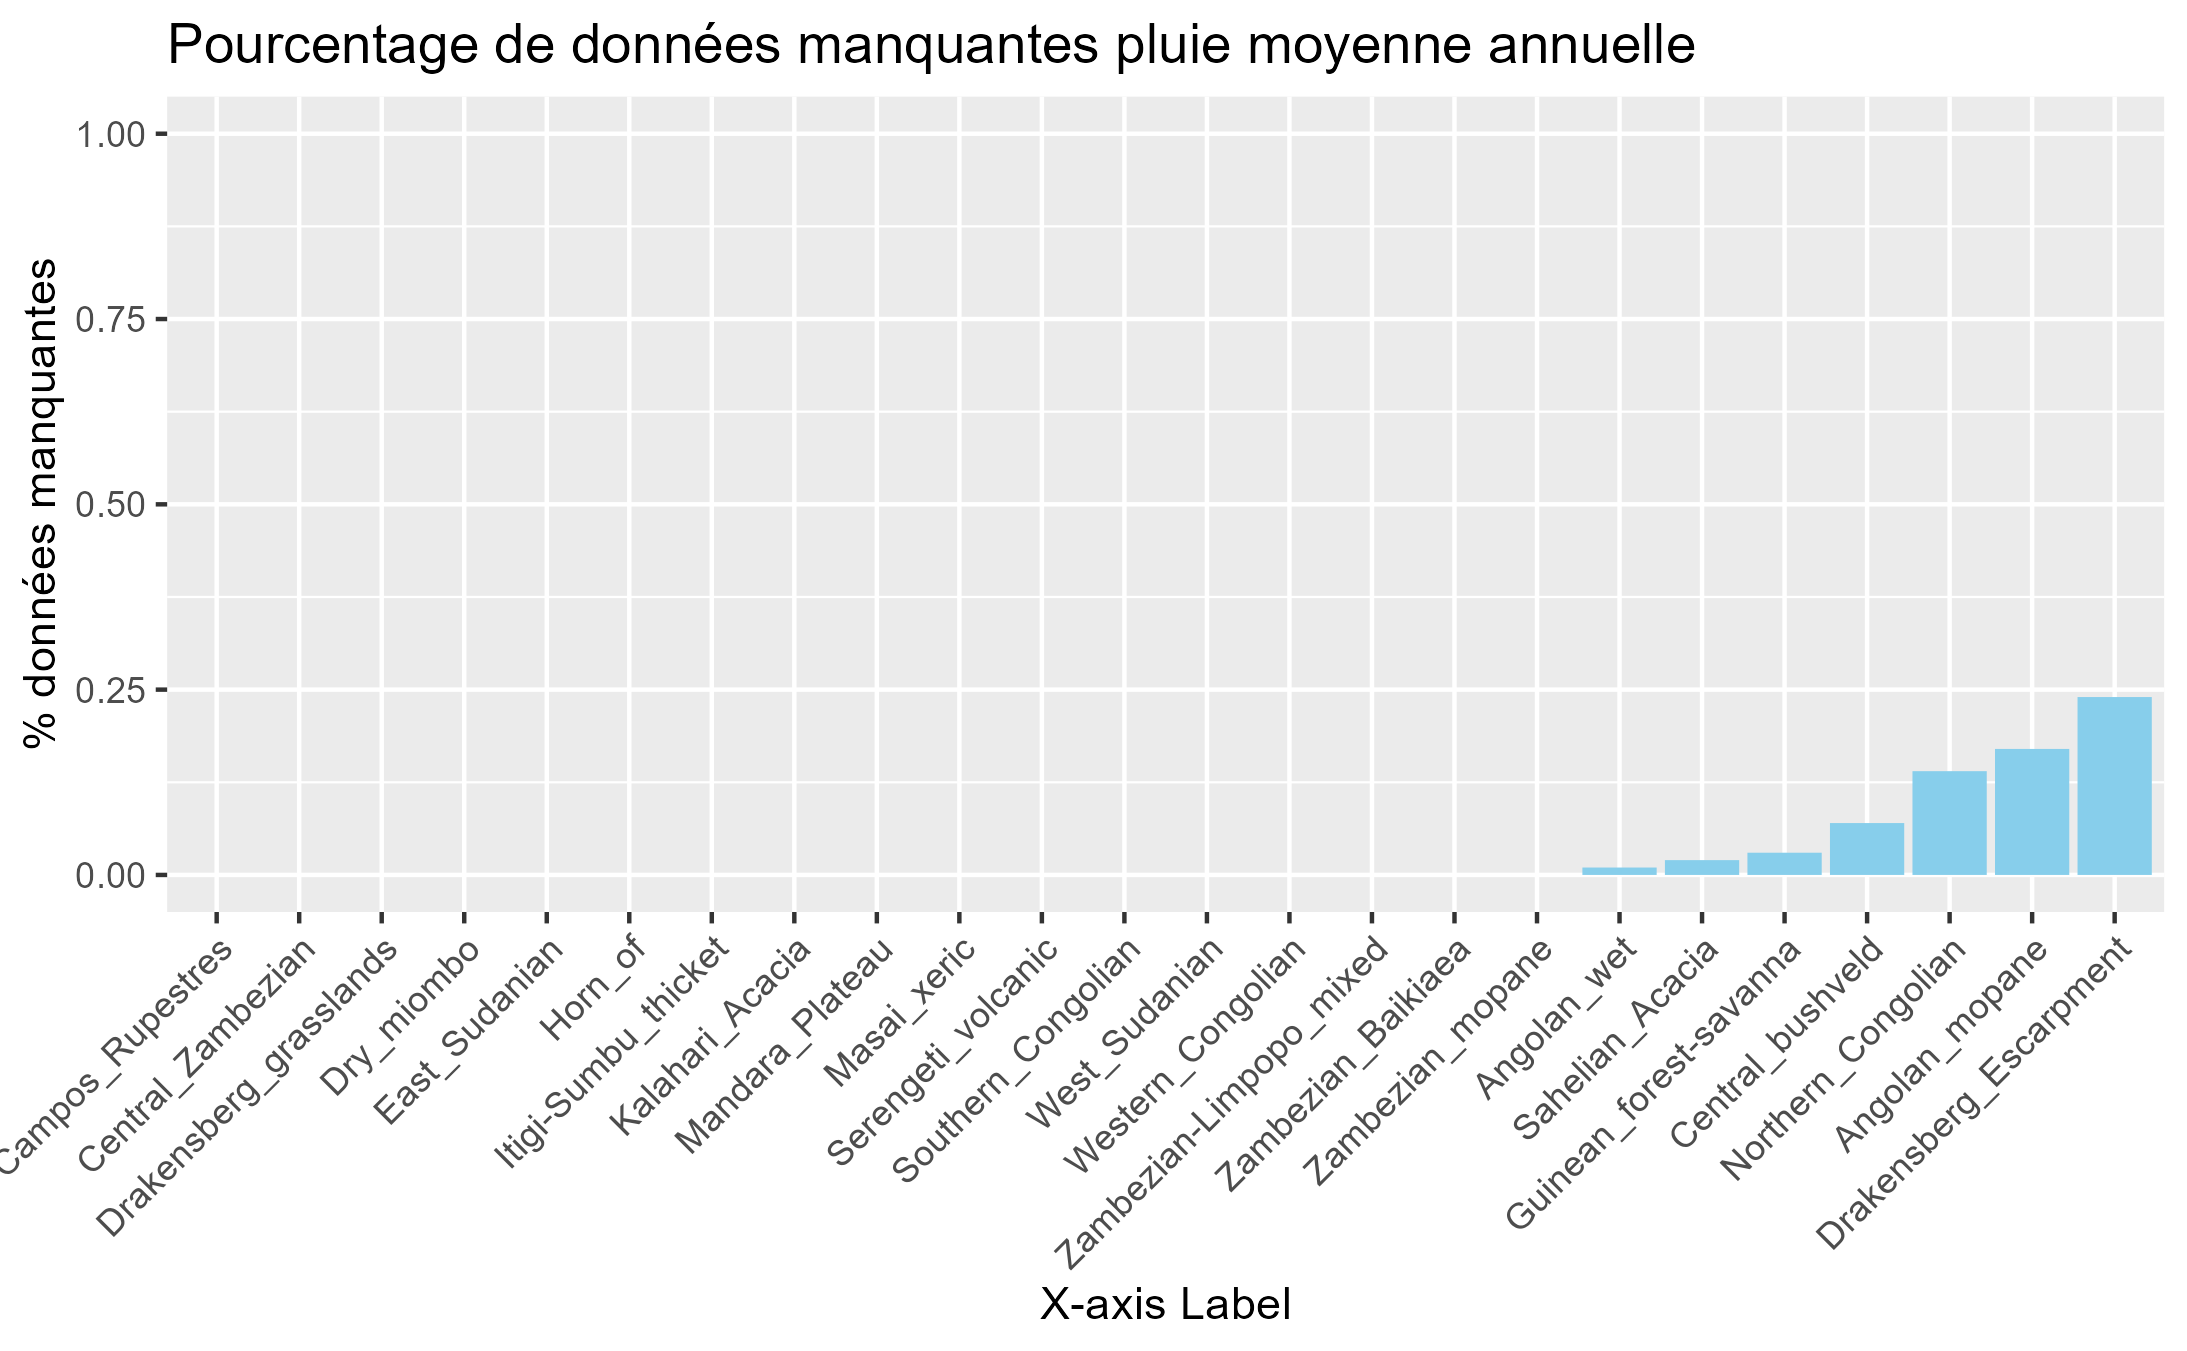 Pourcentage de données manquantes pluie moyenne annuelle
% données manquantes
1.00
0.75
0.50
0.25
0.00
Campos_Rupestres
Central_Zambezian
Drakensberg_grasslands
Dry_miombo
East_Sudanian
Horn_of
Itigi-Sumbu_thicket
Kalahari_Acacia
Mandara_Plateau
Masai_xeric
Serengeti_volcanic
Southern_Congolian
West_Sudanian
Western_Congolian
Zambezian-Limpopo_mixed
Zambezian_Baikiaea
Zambezian_mopane
Angolan_wet
Sahelian_Acacia
Guinean_forest-savanna
Central_bushveld
Northern_Congolian
Angolan_mopane
Drakensberg_Escarpment
X-axis Label